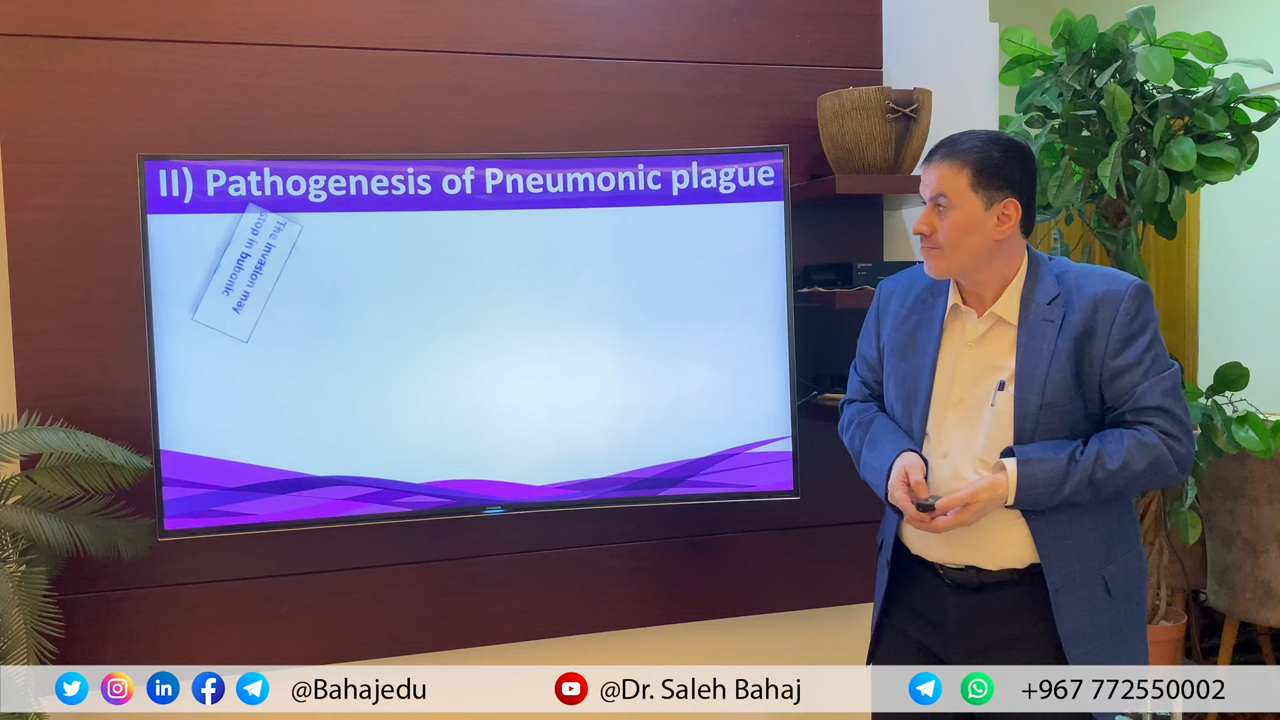 II) Pathogenesis of Pneumonic plague
The invasion may
stop in bubonic
@Bahajedu
@Dr. Saleh Bahaj
+967 772550002